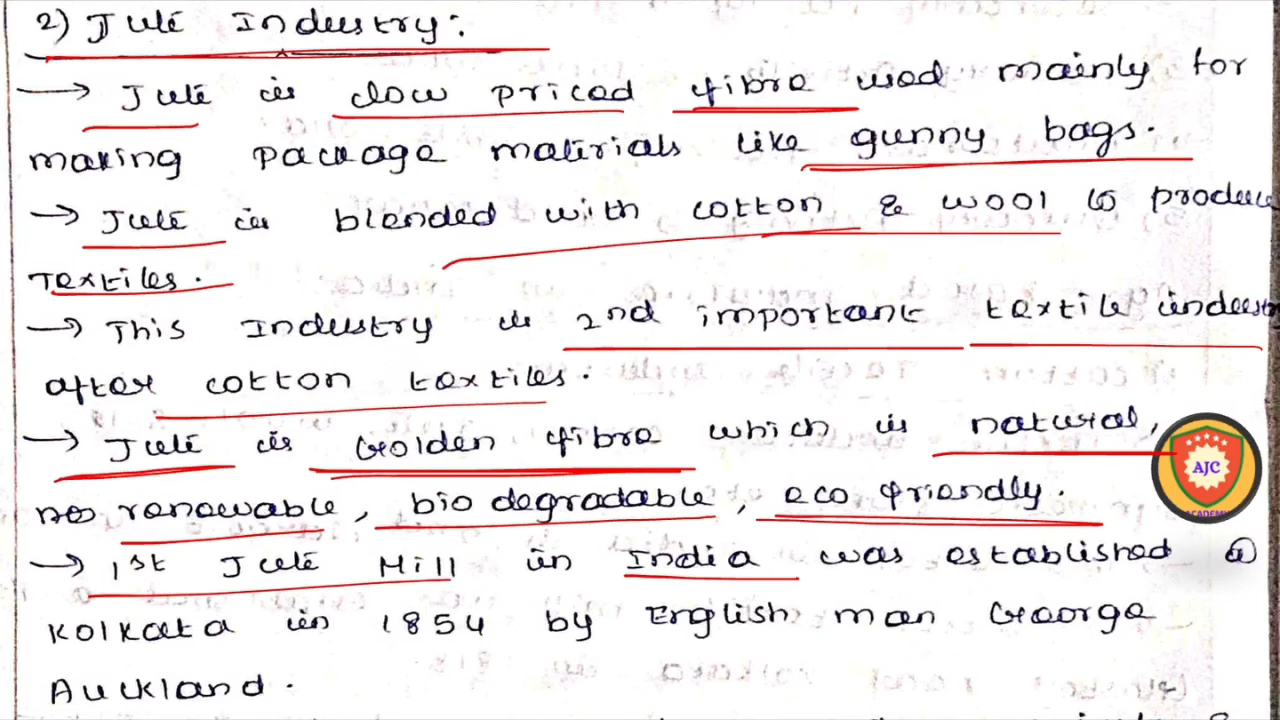 2) Jute Industry:
→ Jute is low priced fibre used mainly for
making package materials like gunny bags.
→ Jute is blended with cotton & wool to produce
Textiles.
→ This Industry is 2nd important textile indust
after cotton textiles.
→ Jute is Golden fibre which is natural,
renewable, bio degradable, eco friendly.
→ 1st Jute Mill in India was established @
Kolkata in 1854 by English man George
Auckland.
AJC
ACADEMY